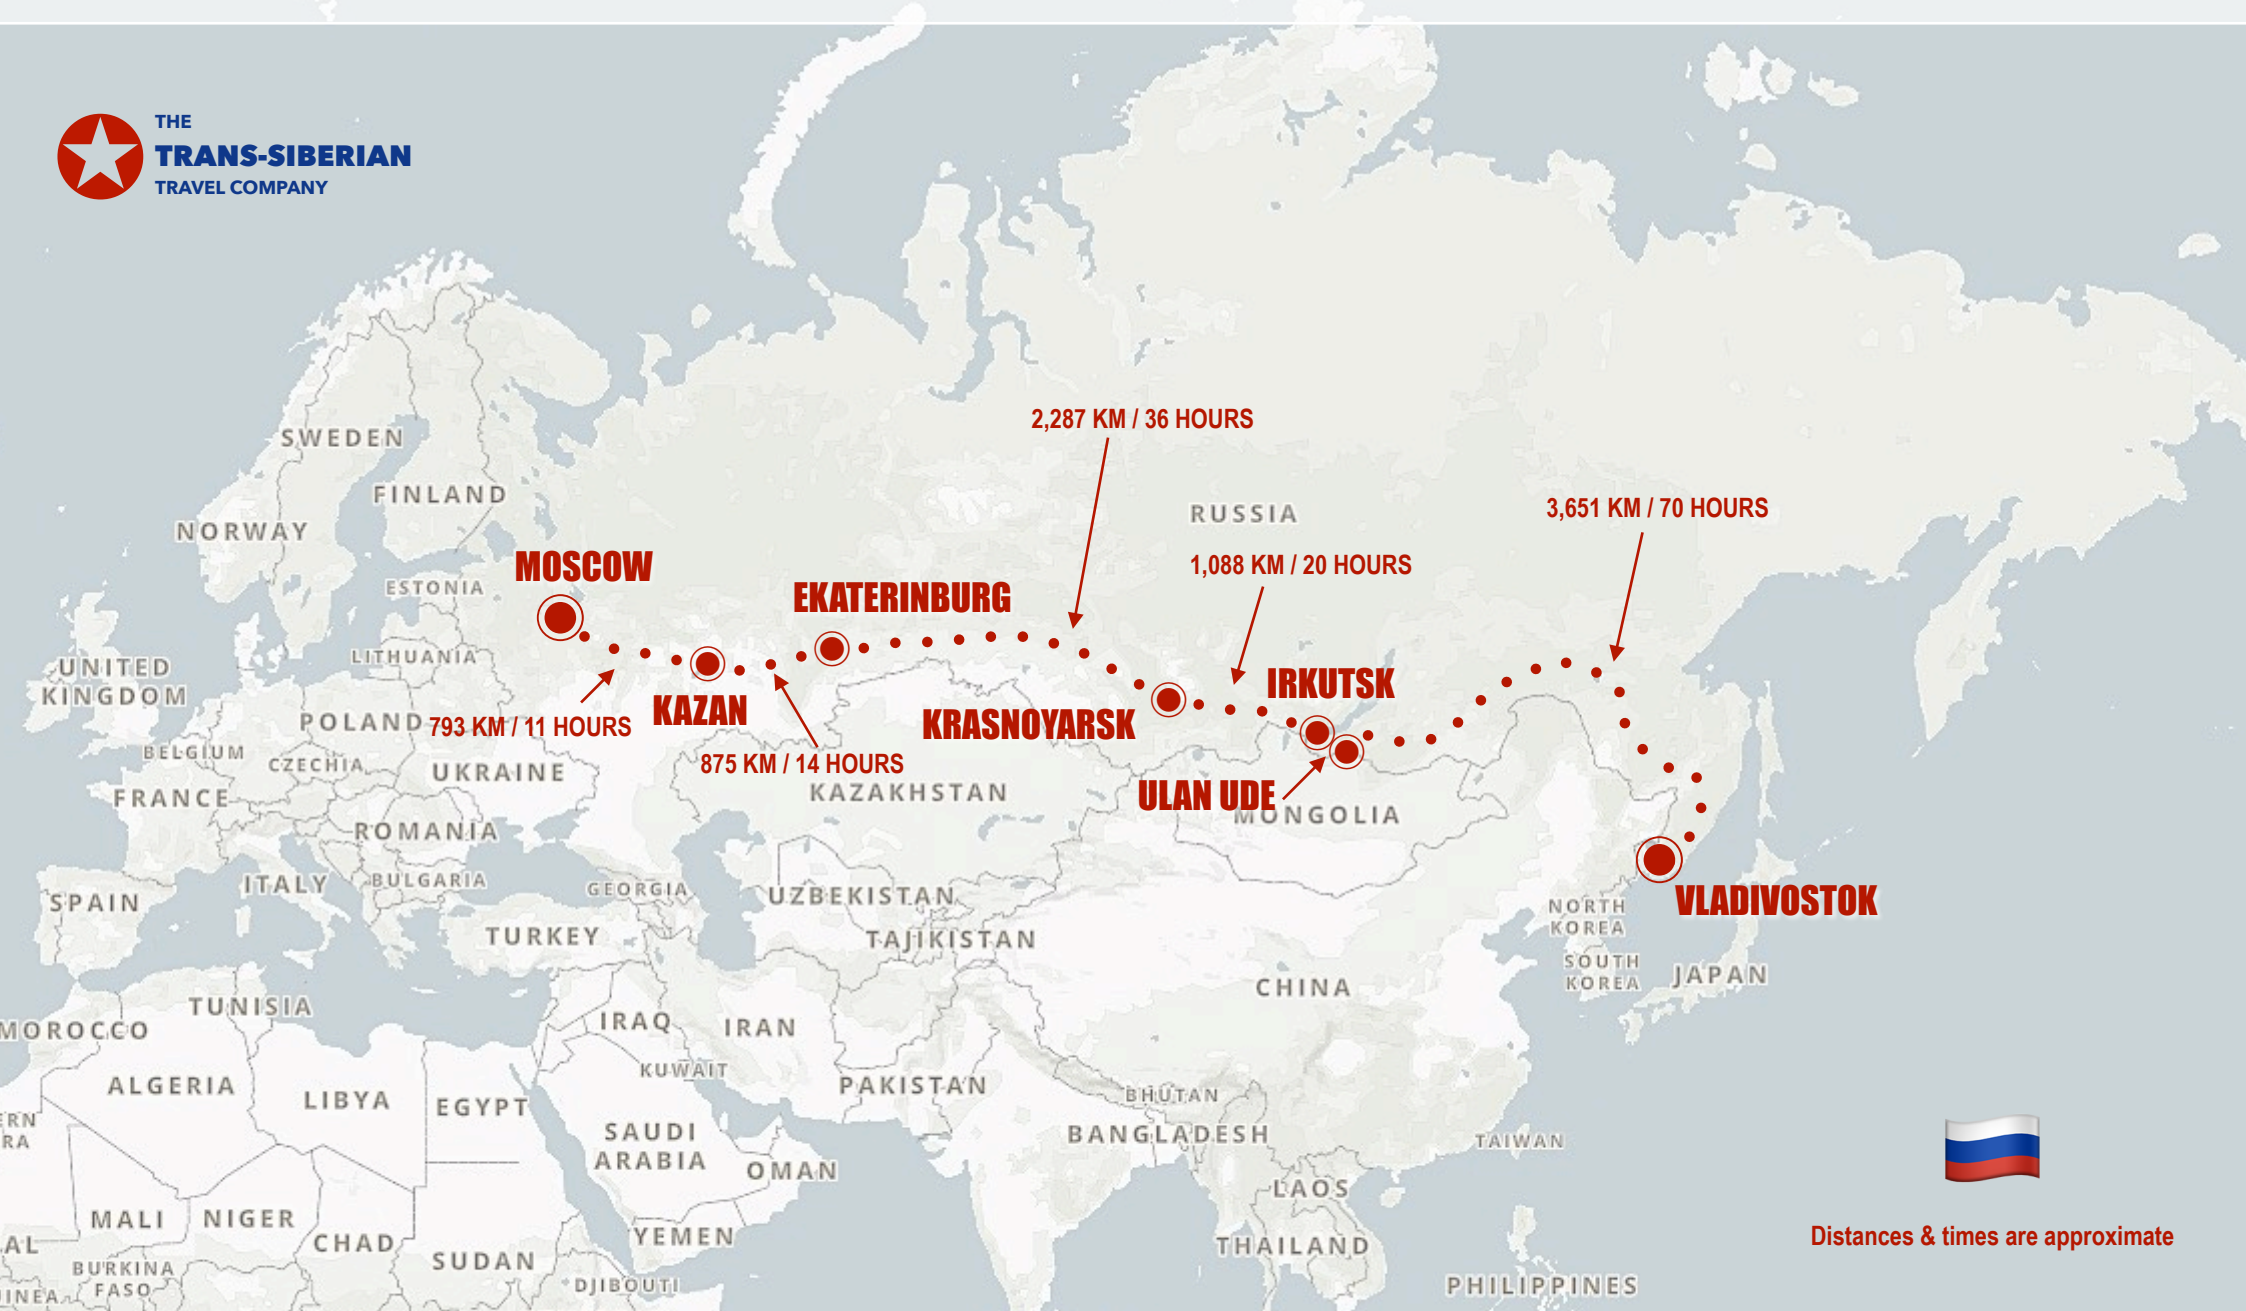 THE
TRANS-SIBERIAN
TRAVEL COMPANY
2,287 KM / 36 HOURS
SWEDEN
FINLAND
RUSSIA
3,651 KM / 70 HOURS
NORWAY
1,088 KM / 20 HOURS
MOSCOW
ESTONIA
EKATERINBURG
LITHUANIA
UNITED
KINGDOM
IRKUTSK
KAZAN
POLAND
793 KM / 11 HOURS
KRASNOYARSK
BELGIUM
CZECHIA
UKRAINE
875 KM / 14 HOURS
KAZAKHSTAN
ULAN UDE
MONGOLIA
FRANCE
ROMANIA
ITALY
BULGARIA
GEORGIA
UZBEKISTAN
SPAIN
VLADIVOSTOK
NORTH
KOREA
TURKEY
TAJIKISTAN
SOUTH
KOREA
JAPAN
CHINA
TUNISIA
MOROCCO
IRAQ
IRAN
KUWAIT
ALGERIA
LIBYA
EGYPT
PAKISTAN
BHUTAN
ERN
RA
SAUDI
ARABIA
BANGLADESH
TAIWAN
OMAN
LAOS
MALI
NIGER
CHAD
YEMEN
AL
SUDAN
THAILAND
Distances & times are approximate
BURKINA
FASO
INEA
DJIBOUTI
PHILIPPINES